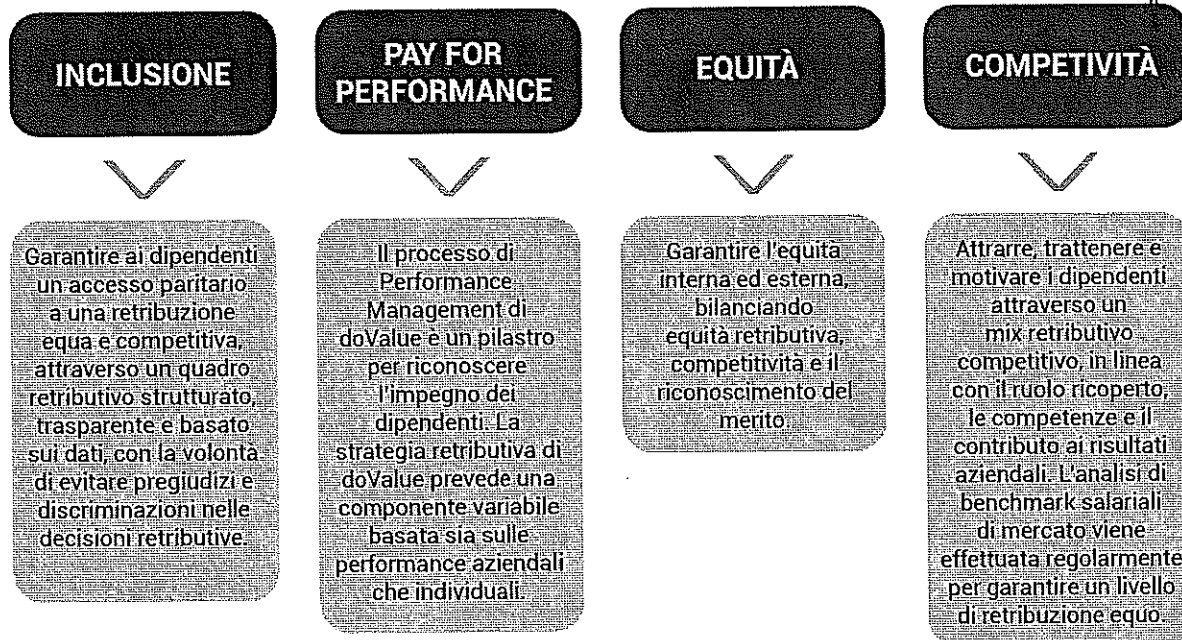 INCLUSIONE
Garantire ai dipendenti
un accesso paritario
a una retribuzione
equa e competitiva,
attraverso un quadro
retributivo strutturato,
trasparente e basato
sui dati, con la volontà
di evitare pregiudizi e
discriminazioni nelle
decisioni retributive.
PAY FOR
PERFORMANCE
Il processo di
Performance
Management di
doValue è un pilastro
per riconoscere
l'impegno dei
dipendenti. La
strategia retributiva di
doValue prevede una
componente variabile
basata sia sulle
performance aziendali
che individuali.
EQUITÀ
Garantire l'equità
interna ed esterna,
bilanciando
equità retributiva,
competitività e il
riconoscimento del
merito.
COMPETIVITÀ
Attrarre, trattenere e
motivare i dipendenti
attraverso un
mix retributivo
competitivo, in linea
con il ruolo ricoperto,
le competenze e il
contributo ai risultati
aziendali. L'analisi di
benchmark salariali
di mercato viene
effettuata regolarmente
per garantire un livello
di retribuzione equo.